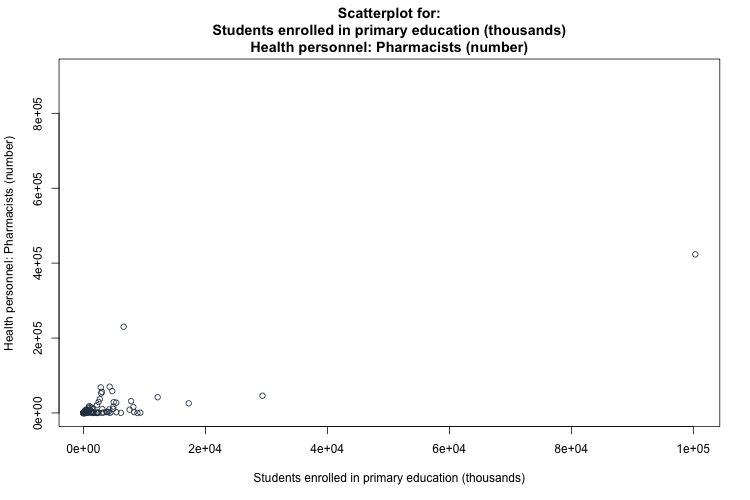 Scatterplot for:
Students enrolled in primary education (thousands)
Health personnel: Pharmacists (number)
Health personnel: Pharmacists (number)
8e+05
6e+05
4e+05
2e+05
0e+00
0e+00 2e+04 4e+04 6e+04 8e+04 1e+05
Students enrolled in primary education (thousands)